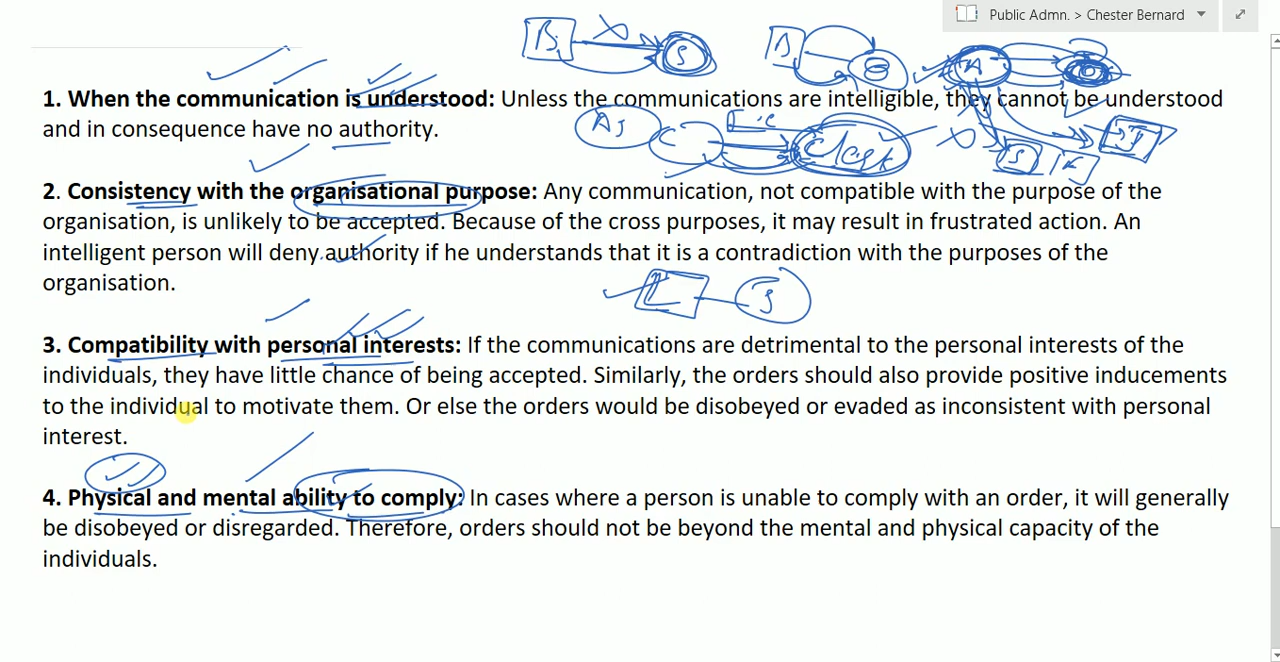 Public Admn. > Chester Bernard
1. When the communication is understood: Unless the communications are intelligible, they cannot be understood
and in consequence have no authority.
2. Consistency with the organisational purpose: Any communication, not compatible with the purpose of the
organisation, is unlikely to be accepted. Because of the cross purposes, it may result in frustrated action. An
intelligent person will deny authority if he understands that it is a contradiction with the purposes of the
organisation.
3. Compatibility with personal interests: If the communications are detrimental to the personal interests of the
individuals, they have little chance of being accepted. Similarly, the orders should also provide positive inducements
to the individual to motivate them. Or else the orders would be disobeyed or evaded as inconsistent with personal
interest.
4. Physical and mental ability to comply: In cases where a person is unable to comply with an order, it will generally
be disobeyed or disregarded. Therefore, orders should not be beyond the mental and physical capacity of the
individuals.